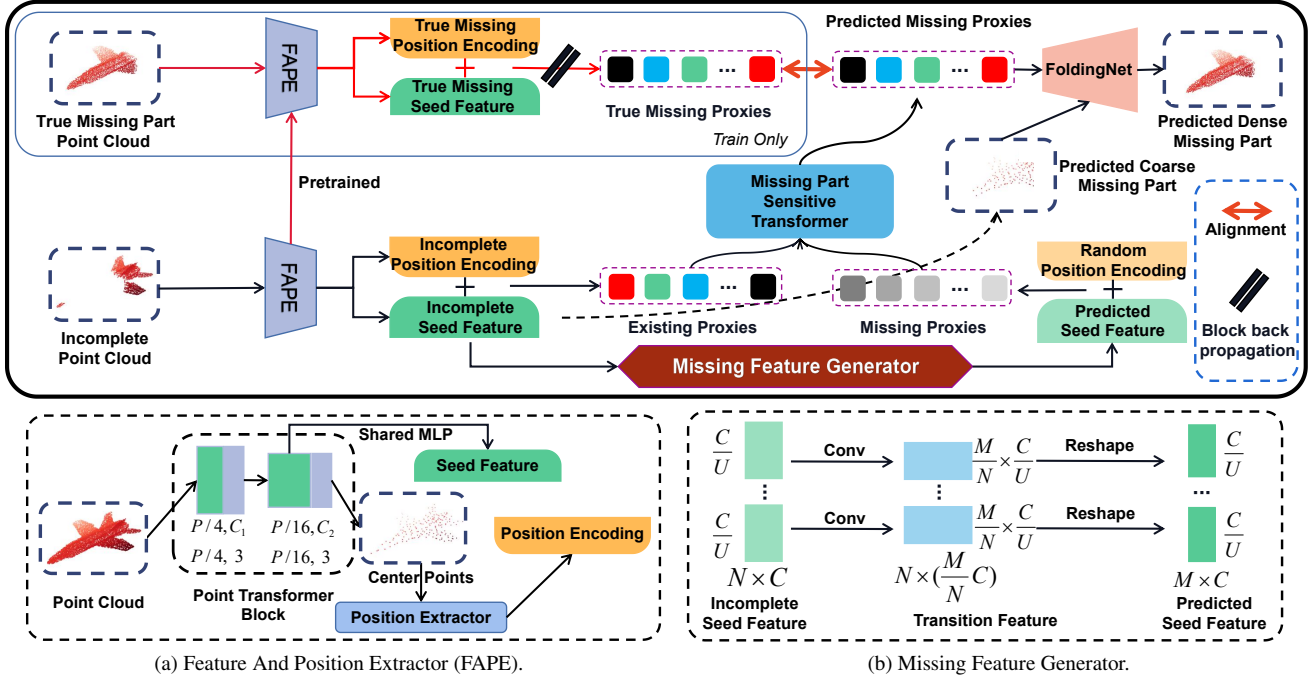 True Missing Part
Point Cloud
FAPE
True Missing
Position Encoding
+
True Missing
Seed Feature
...
True Missing Proxies
Train Only
Predicted Missing Proxies
...
FoldingNet
Predicted Dense
Missing Part
Predicted Coarse
Missing Part
Pretrained
Missing Part
Sensitive
Transformer
Incomplete
Point Cloud
FAPE
Incomplete
Position Encoding
+
Incomplete
Seed Feature
...
Existing Proxies
...
Missing Proxies
Random
Position Encoding
+
Predicted
Seed Feature
Missing Feature Generator
Alignment
Block back
propagation
Shared MLP
Seed Feature
P / 4, C₁
P / 4, 3
P /16, C₂
P /16, 3
Point Cloud
Point Transformer
Block
Center Points
Position Extractor
Position Encoding
(a) Feature And Position Extractor (FAPE).
C/U
Conv
M/N × C/U
Reshape
C/U
...
C/U
Conv
M/N × C/U
Reshape
C/U
N × C
N × (M/N C)
M × C
Incomplete
Seed Feature
Transition Feature
Predicted
Seed Feature
(b) Missing Feature Generator.